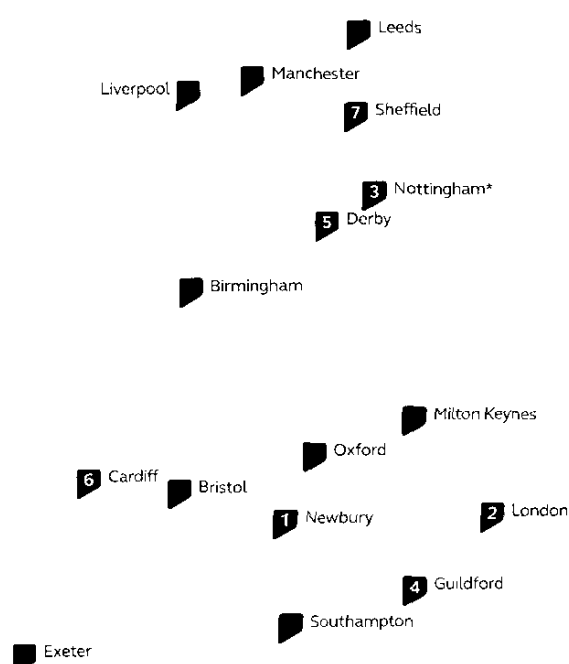 Leeds
Manchester
Liverpool
7 Sheffield
3 Nottingham*
5 Derby
Birmingham
Milton Keynes
Oxford
6 Cardiff
Bristol
1 Newbury
2 London
4 Guildford
Southampton
Exeter